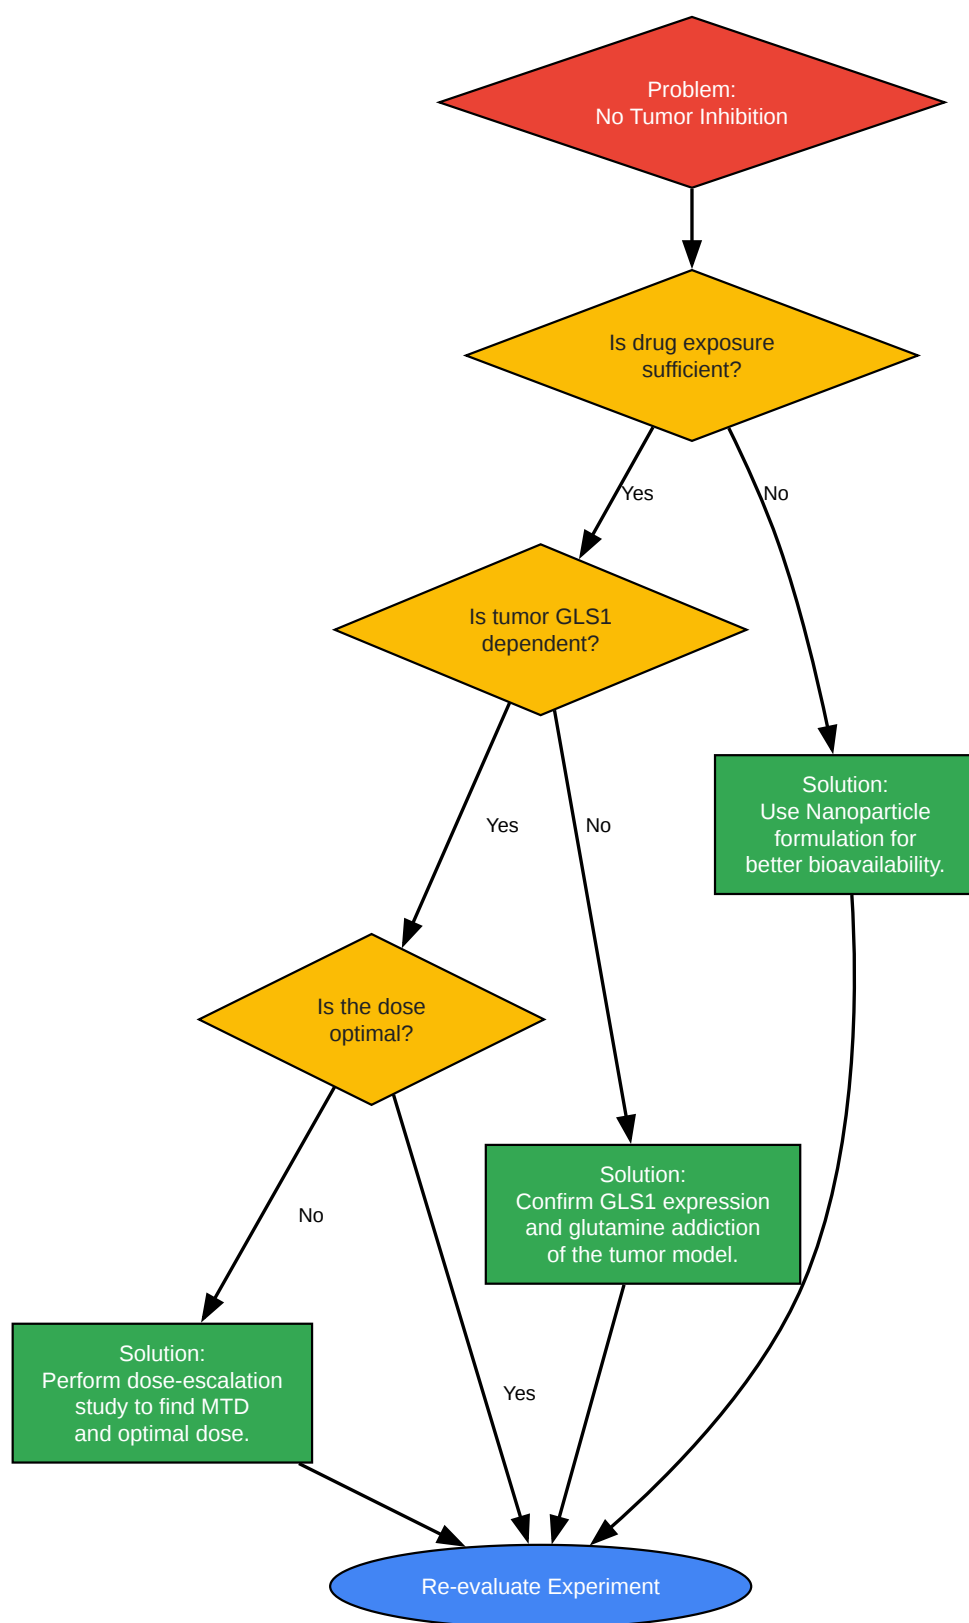 Problem:
No Tumor Inhibition
Is drug exposure
sufficient?
Yes
No
Is tumor GLS1
dependent?
Solution:
Use Nanoparticle
formulation for
better bioavailability.
Yes
No
Is the dose
optimal?
Solution:
Confirm GLS1 expression
and glutamine addiction
of the tumor model.
No
Solution:
Perform dose-escalation
study to find MTD
and optimal dose.
Yes
Re-evaluate Experiment